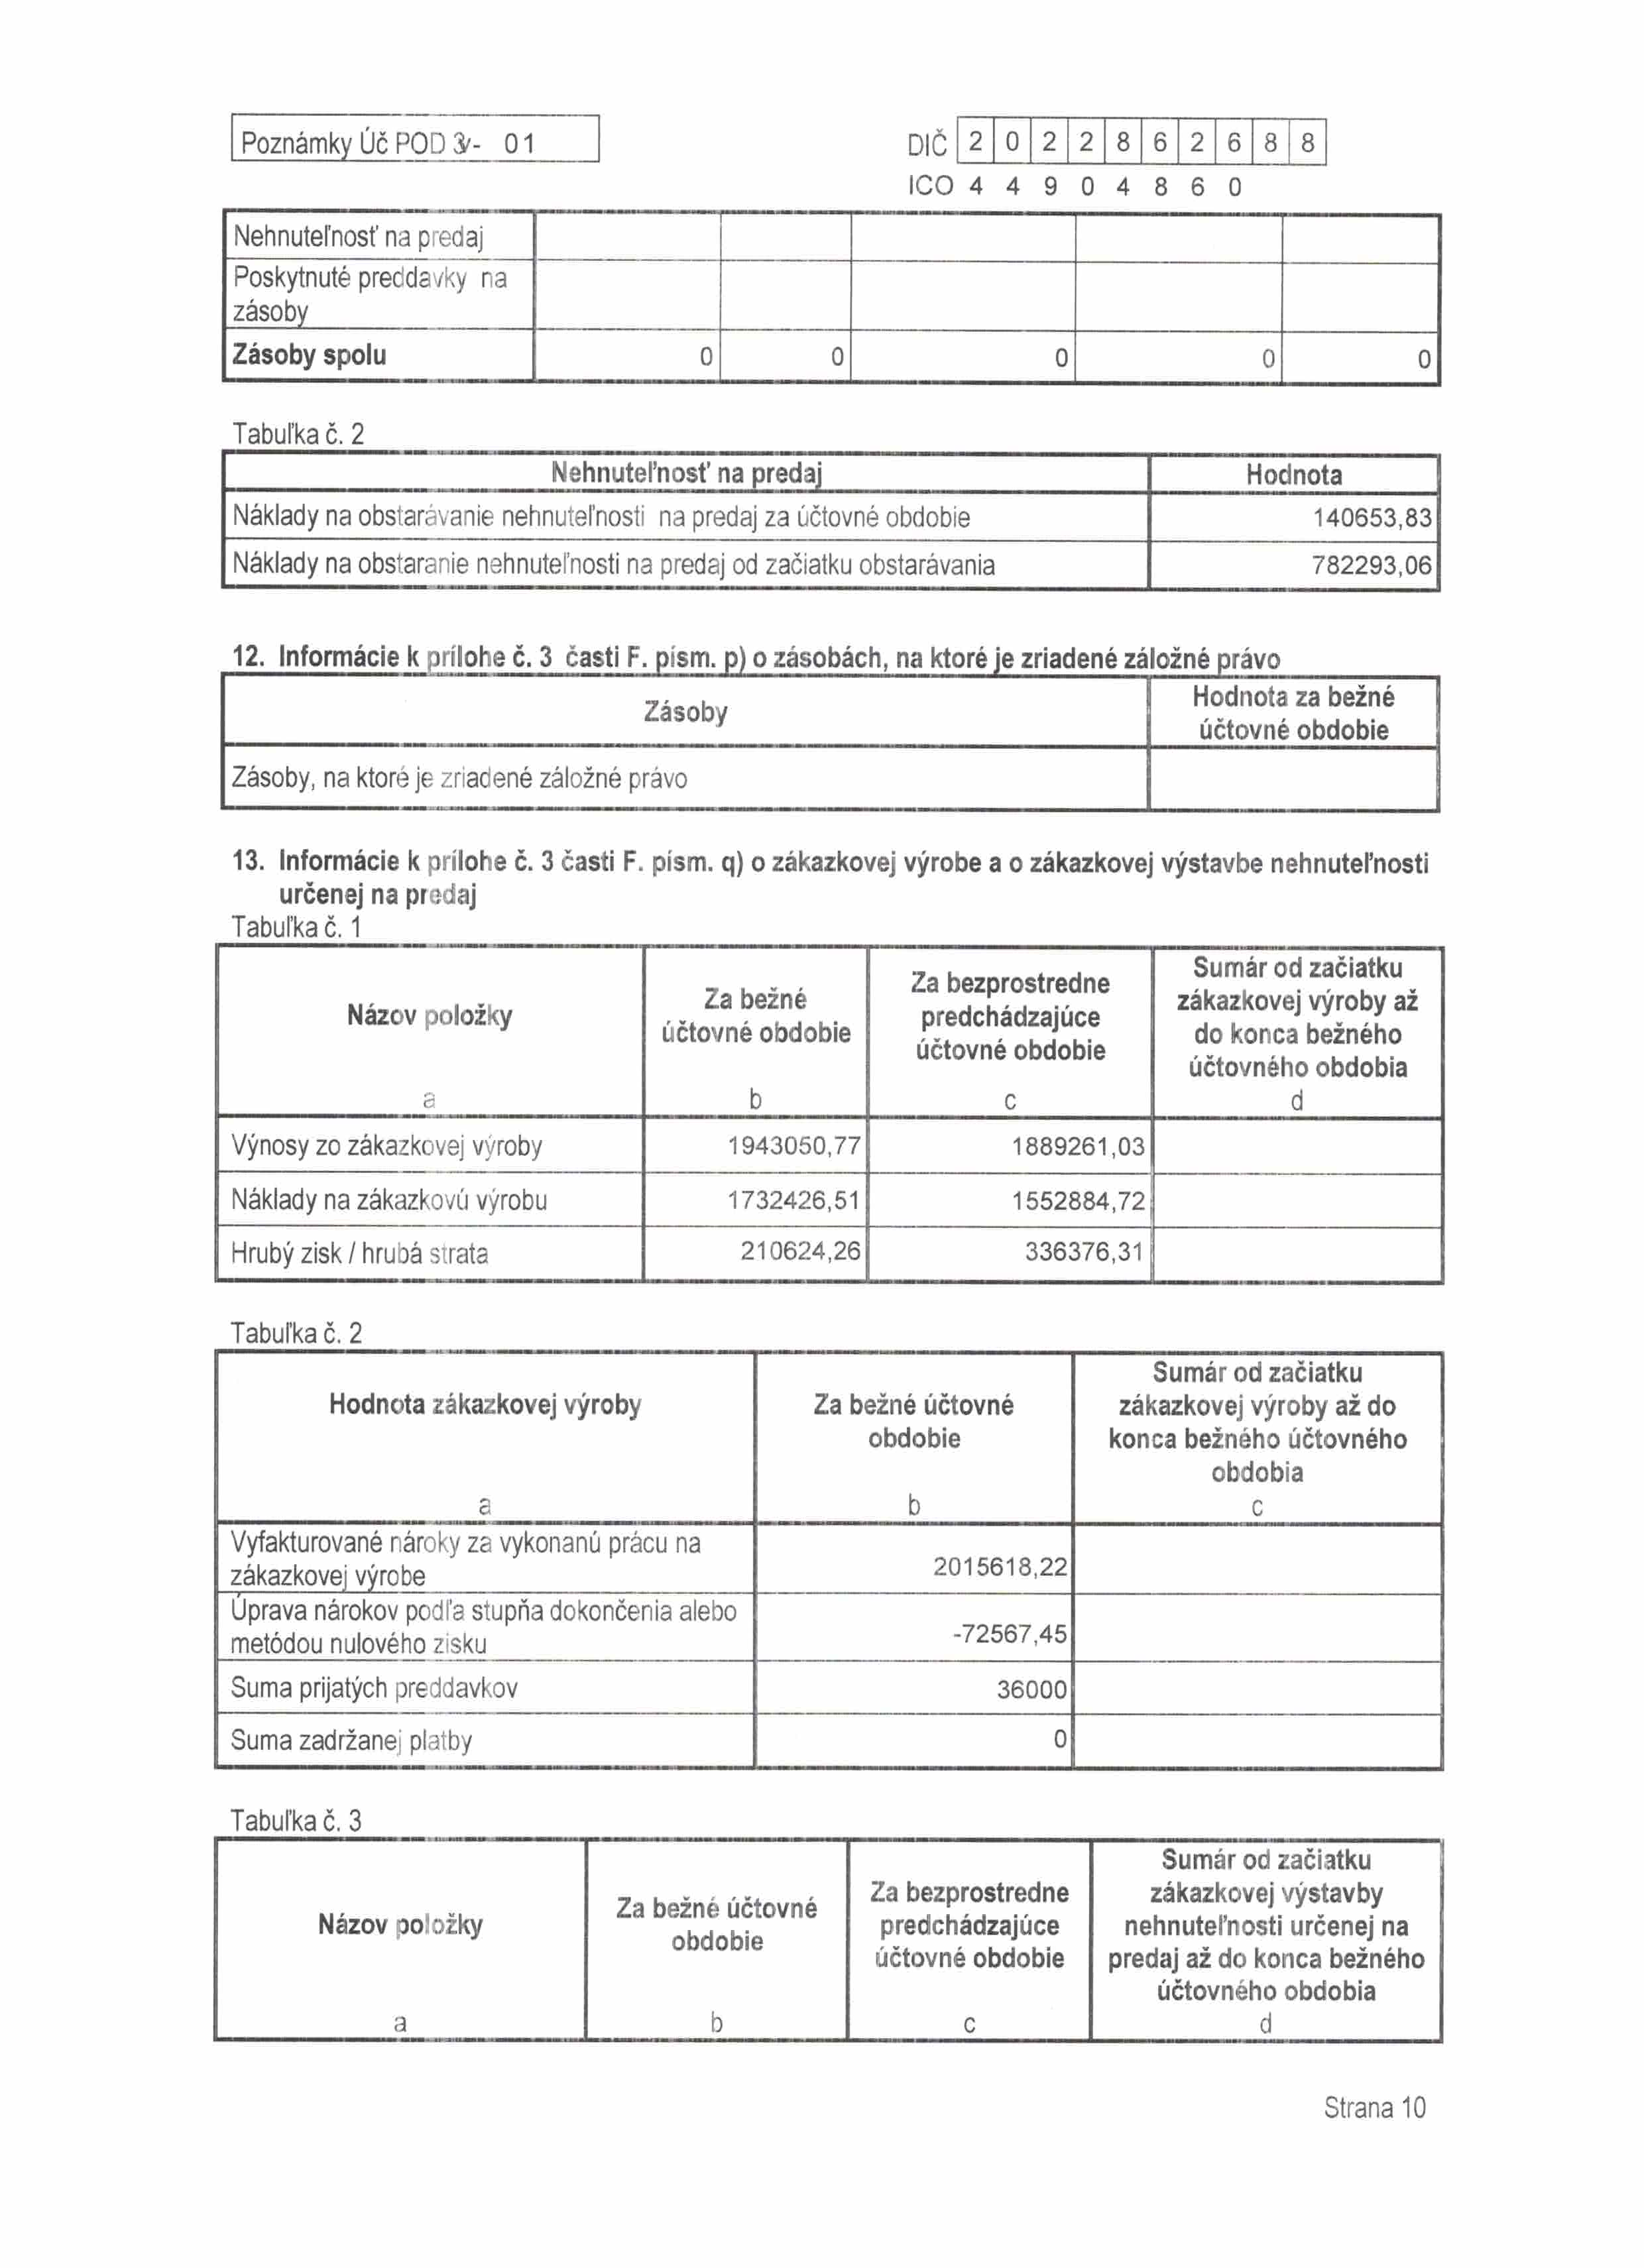 Poznámky Úč POD 3v- 01
DIČ 2 0 2 2 8 6 2 6 8 8
ICO 4 4 9 0 4 8 6 0
Nehnuteľnosť na predaj
Poskytnuté preddavky na
zásoby
Zásoby spolu 0 0 0 0 0
Tabuľka č. 2
Nehnuteľnosť na predaj Hodnota
Náklady na obstarávanie nehnuteľnosti na predaj za účtovné obdobie 140653,83
Náklady na obstaranie nehnuteľnosti na predaj od začiatku obstarávania 782293,06
12. Informácie k prílohe č. 3 časti F. písm. p) o zásobách, na ktoré je zriadené záložné právo
Zásoby
Hodnota za bežné
účtovné obdobie
Zásoby, na ktoré je zriadené záložné právo
13. Informácie k prílohe č. 3 časti F. písm. q) o zákazkovej výrobe a o zákazkovej výstavbe nehnuteľnosti
určenej na predaj
Tabuľka č. 1
Názov položky
Za bežné
účtovné obdobie
Za bezprostredne
predchádzajúce
účtovné obdobie
Sumár od začiatku
zákazkovej výroby až
do konca bežného
účtovného obdobia
a b c d
Výnosy zo zákazkovej výroby 1943050,77 1889261,03
Náklady na zákazkovú výrobu 1732426,51 1552884,72
Hrubý zisk / hrubá strata 210624,26 336376,31
Tabuľka č. 2
Hodnota zákazkovej výroby
Za bežné účtovné
obdobie
Sumár od začiatku
zákazkovej výroby až do
konca bežného účtovného
obdobia
a b c
Vyfakturované nároky za vykonanú prácu na
zákazkovej výrobe 2015618,22
Úprava nárokov podľa stupňa dokončenia alebo
metódou nulového zisku -72567,45
Suma prijatých preddavkov 36000
Suma zadržanej platby 0
Tabuľka č. 3
Názov položky
Za bežné účtovné
obdobie
Za bezprostredne
predchádzajúce
účtovné obdobie
Sumár od začiatku
zákazkovej výstavby
nehnuteľnosti určenej na
predaj až do konca bežného
účtovného obdobia
a b c d
Strana 10